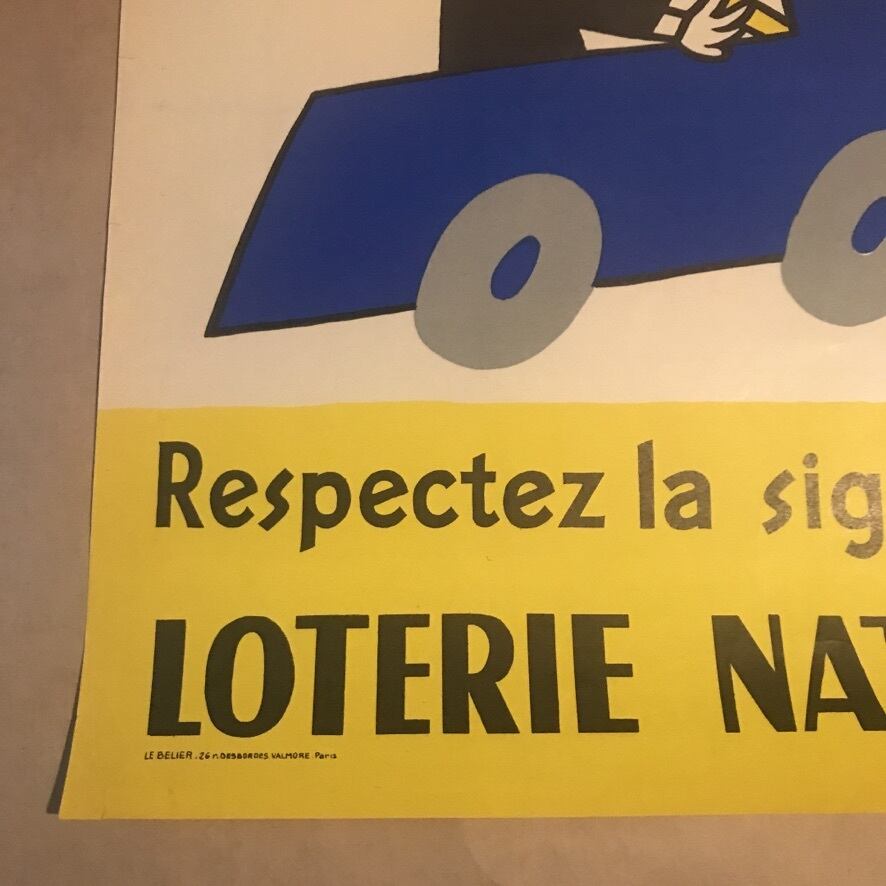 Respectez la sig
LOTERIE NAT
LE BELIER. 26 r. DESBORDES VALMORE Paris